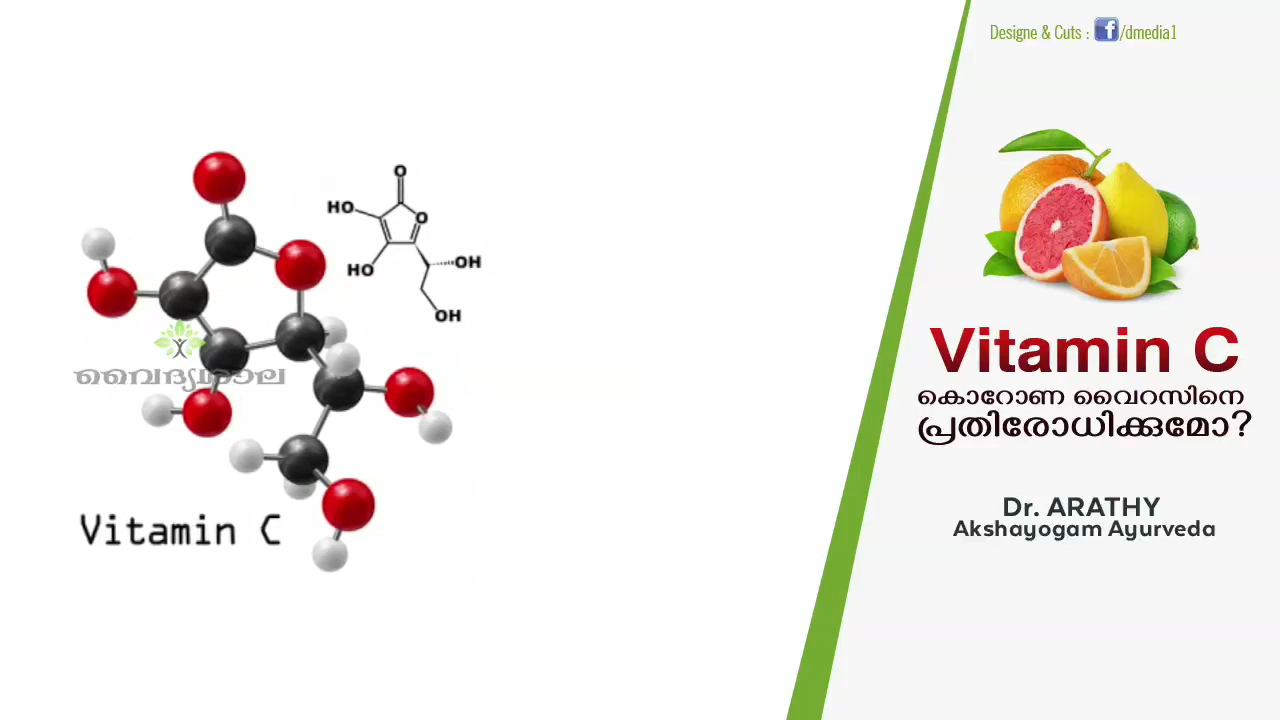 Designe & Cuts : f/dmedia1
O
HO
O
HO
OH
OH
വൈദ്യശാല
Vitamin C
Vitamin C
കൊറോണ വൈറസിനെ
പ്രതിരോധിക്കുമോ?
Dr. ARATHY
Akshayogam Ayurveda